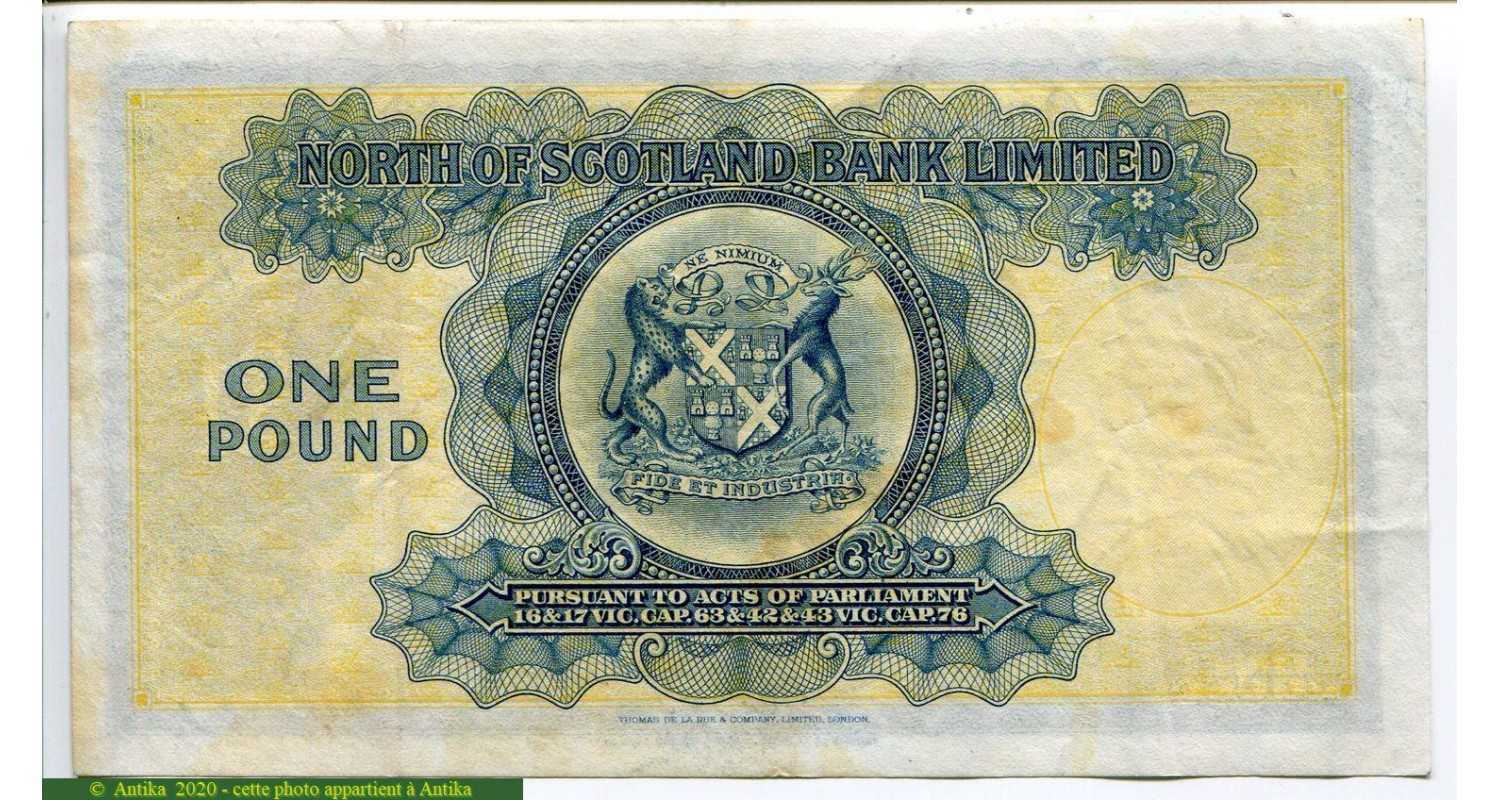 NORTH OF SCOTLAND BANK LIMITED
NE NIMIUM
ONE
POUND
FIDE ET INDUSTRIA.
PURSUANT TO ACTS OF PARLIAMENT
16 & 17 VIC. CAP. 63 & 42 & 43 VIC. CAP. 76
THOMAS DE LA RUE & COMPANY, LIMITED, LONDON.
© Antika 2020 - cette photo appartient à Antika